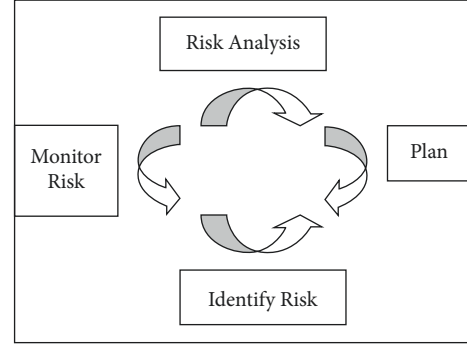 Risk Analysis
Monitor
Risk
Plan
Identify Risk